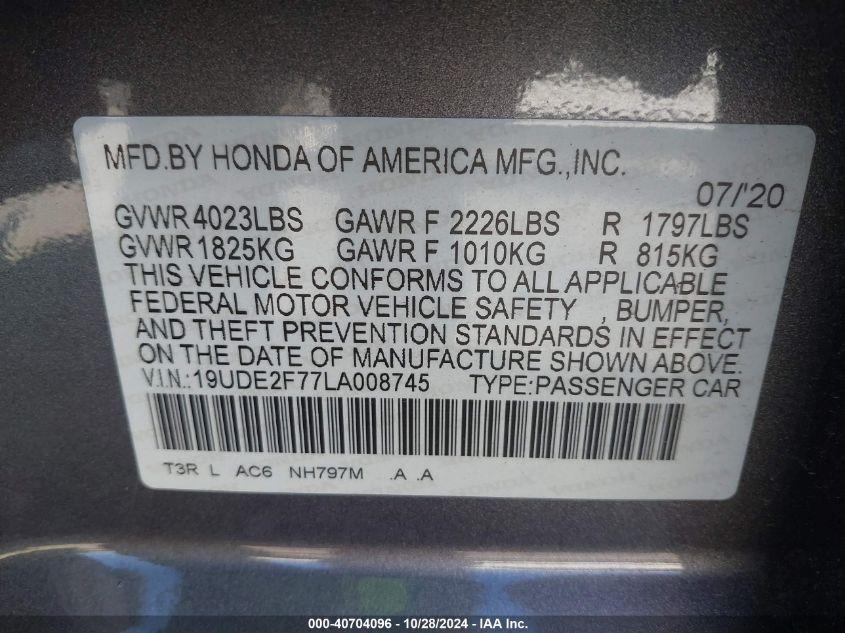 MFD.BY HONDA OF AMERICA MFG.,INC.
07/'20
GVWR 4023LBS GAWR F 2226LBS R 1797LBS
GVWR 1825KG GAWR F 1010KG R 815KG
THIS VEHICLE CONFORMS TO ALL APPLICABLE
FEDERAL MOTOR VEHICLE SAFETY , BUMPER,
AND THEFT PREVENTION STANDARDS IN EFFECT
ON THE DATE OF MANUFACTURE SHOWN ABOVE.
V.I.N.:19UDE2F77LA008745 TYPE:PASSENGER CAR
T3R L AC6 NH797M .A .A
000-40704096 - 10/28/2024 - IAA Inc.